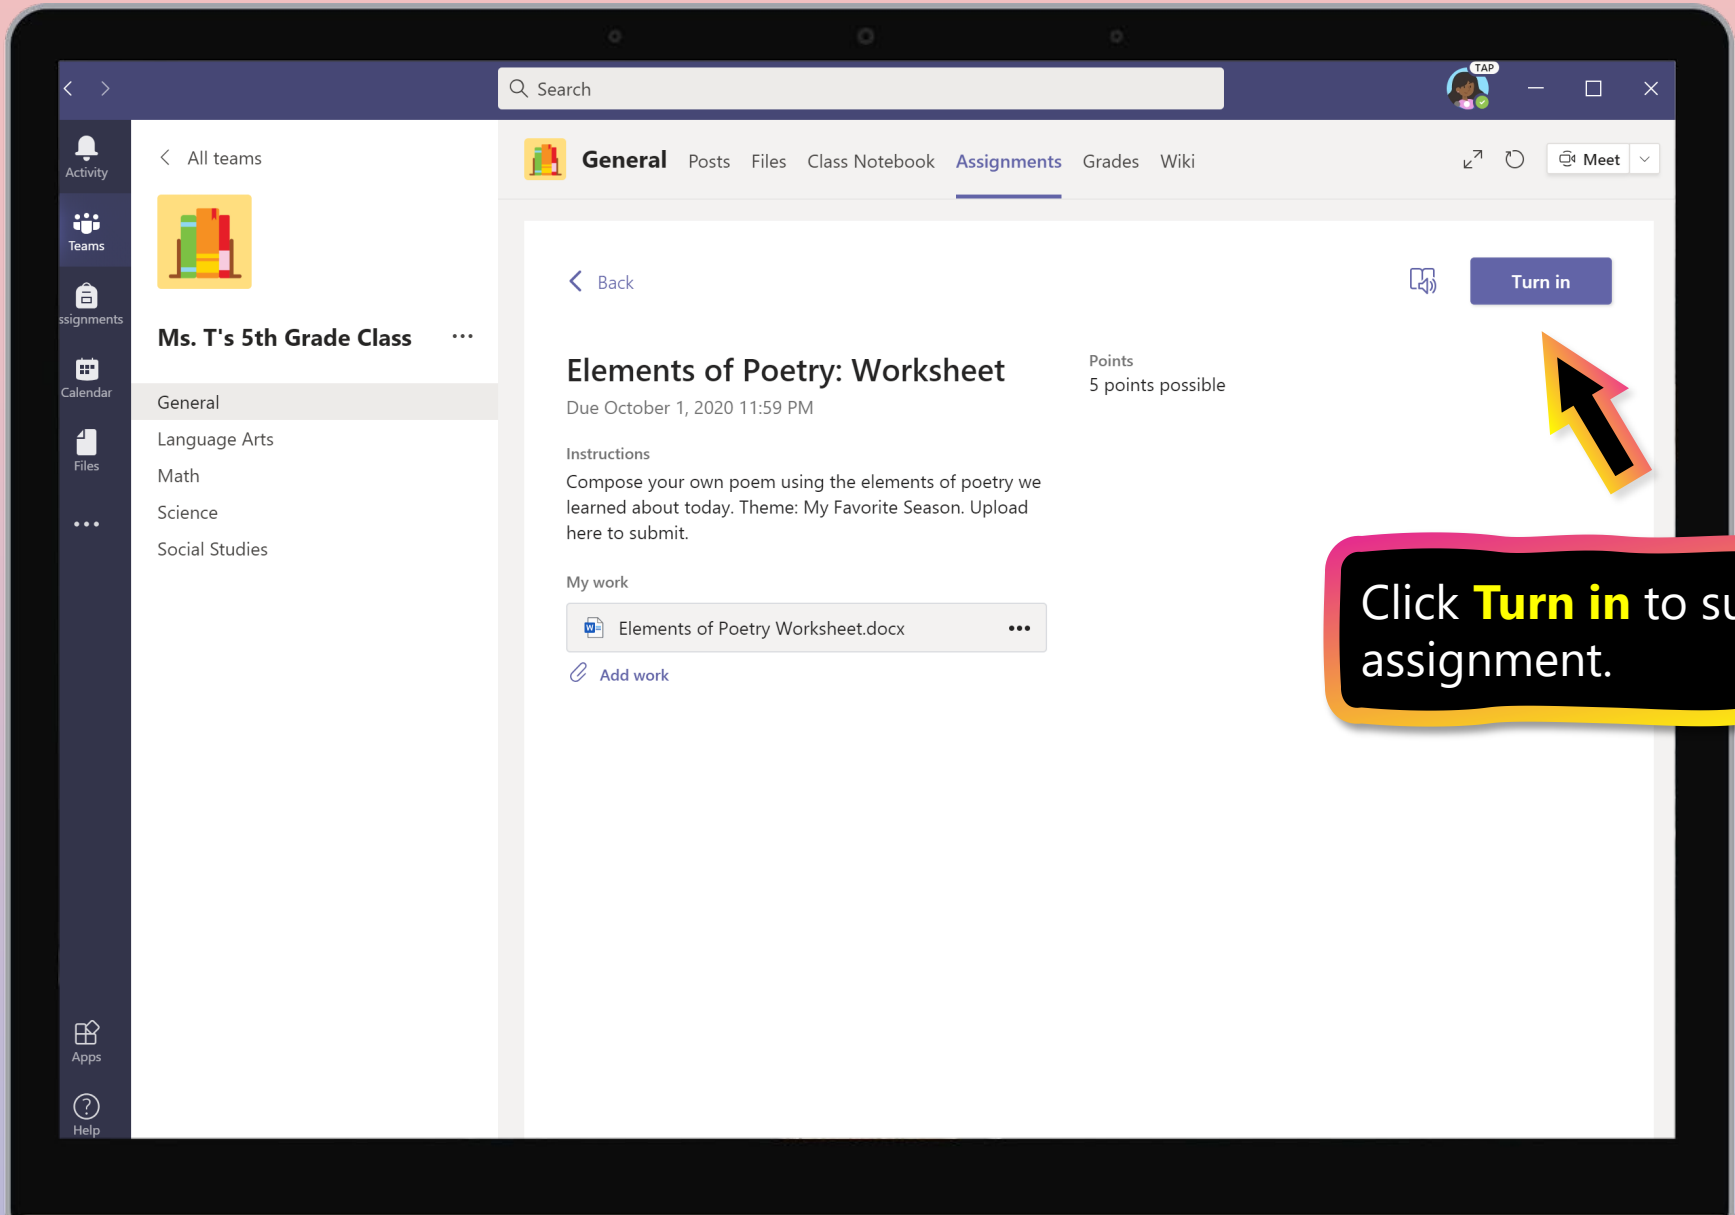 Search
TAP
Activity
Teams
ssignments
Calendar
Files
Apps
Help
All teams
Ms. T's 5th Grade Class
General
Language Arts
Math
Science
Social Studies
General Posts Files Class Notebook Assignments Grades Wiki
Meet
Back
Turn in
Elements of Poetry: Worksheet
Due October 1, 2020 11:59 PM
Points
5 points possible
Instructions
Compose your own poem using the elements of poetry we
learned about today. Theme: My Favorite Season. Upload
here to submit.
My work
Elements of Poetry Worksheet.docx
Add work
Click Turn in to su
assignment.